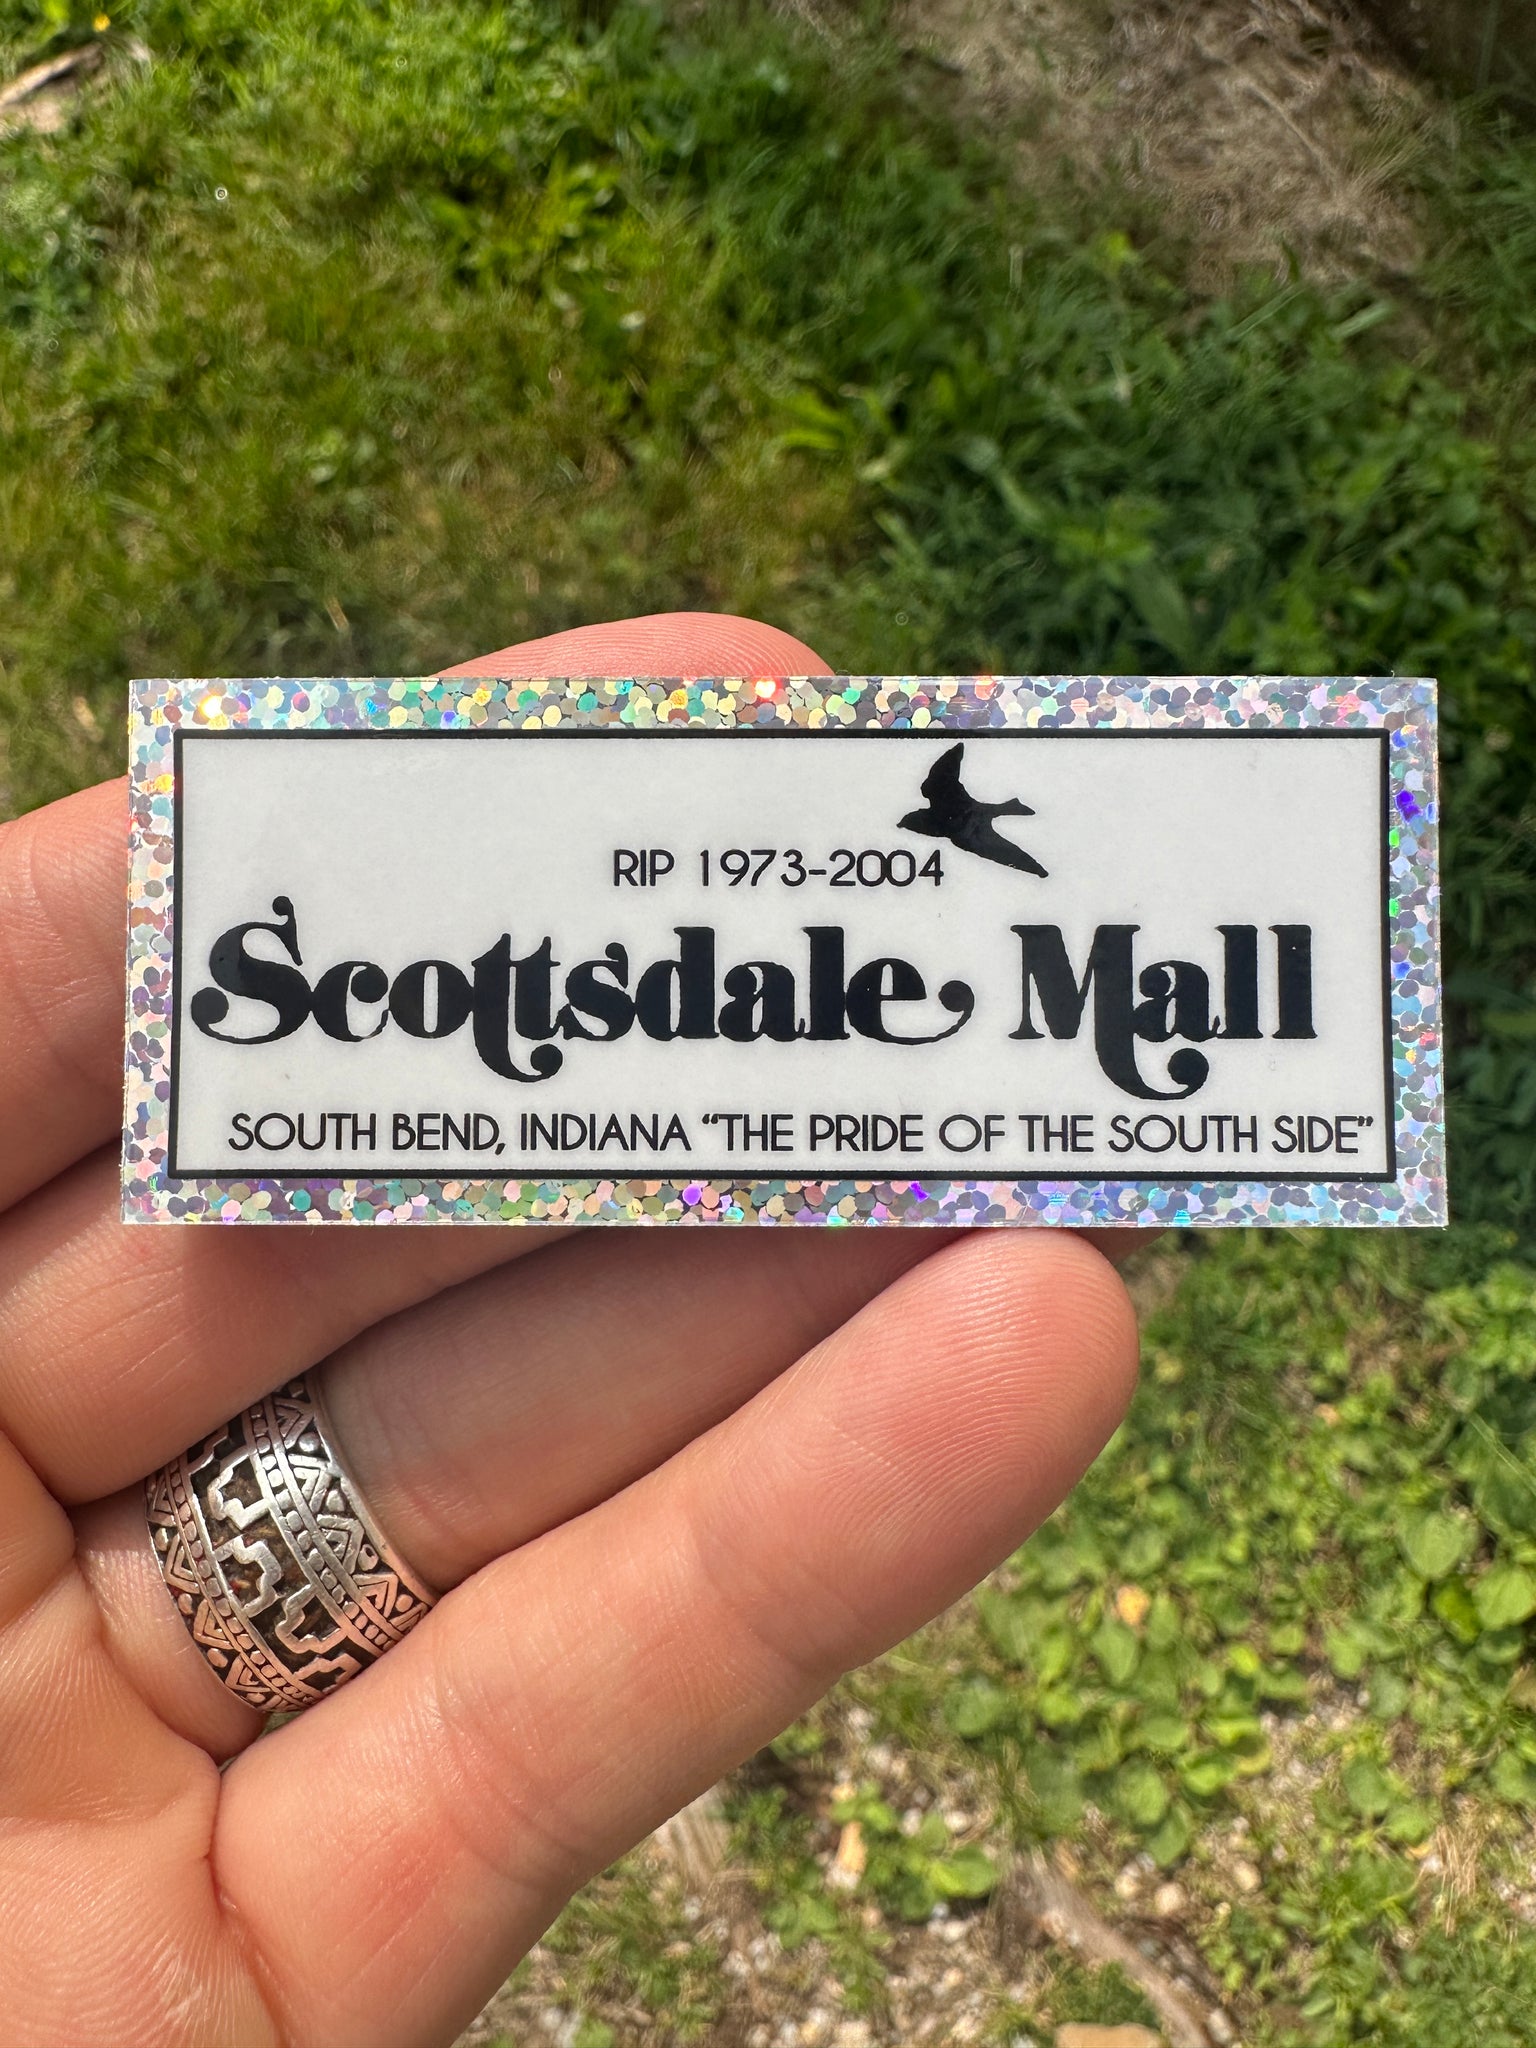 RIP 1973-2004
Scottsdale Mall
SOUTH BEND, INDIANA “THE PRIDE OF THE SOUTH SIDE”